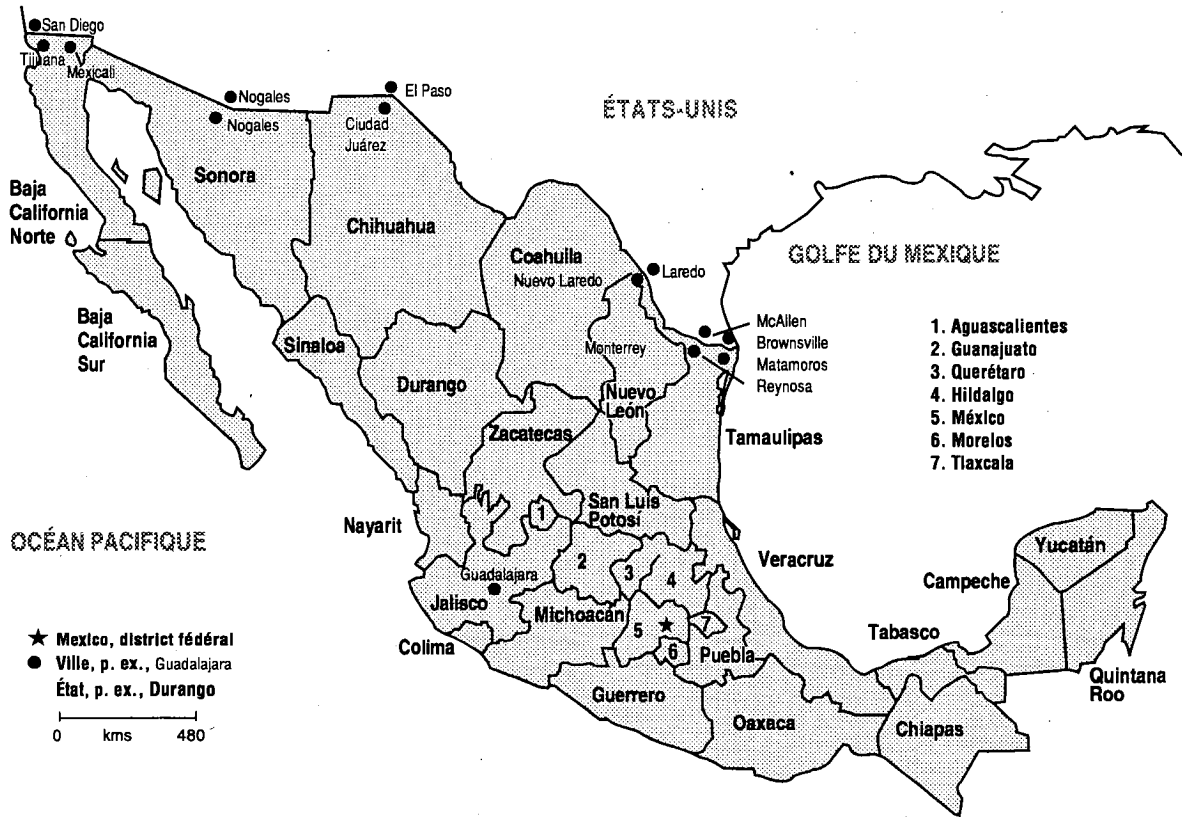 San Diego
Tijuana
Mexicali
Nogales
Nogales
El Paso
Ciudad
Juárez
ÉTATS-UNIS
Sonora
Chihuahua
Baja
California
Norte
Coahulla
Nuevo Laredo
Laredo
GOLFE DU MEXIQUE
Baja
California
Sur
Sinaloa
Durango
Monterrey
McAllen
Brownsville
Matamoros
Reynosa
Nuevo
León
Zacatecas
Tamaulipas
1. Aguascalientes
2. Guanajuato
3. Querétaro
4. Hildalgo
5. México
6. Morelos
7. Tlaxcala
OCÉAN PACIFIQUE
Nayarit
San Luis
Potosí
1
2
3
4
5
6
7
Veracruz
Yucatán
Campeche
Guadalajara
Jalisco
Michoacán
Colima
Puebla
Tabasco
Quintana
Roo
Guerrero
Oaxaca
Chiapas
★ Mexico, district fédéral
● Ville, p. ex., Guadalajara
État, p. ex., Durango
0 kms 480